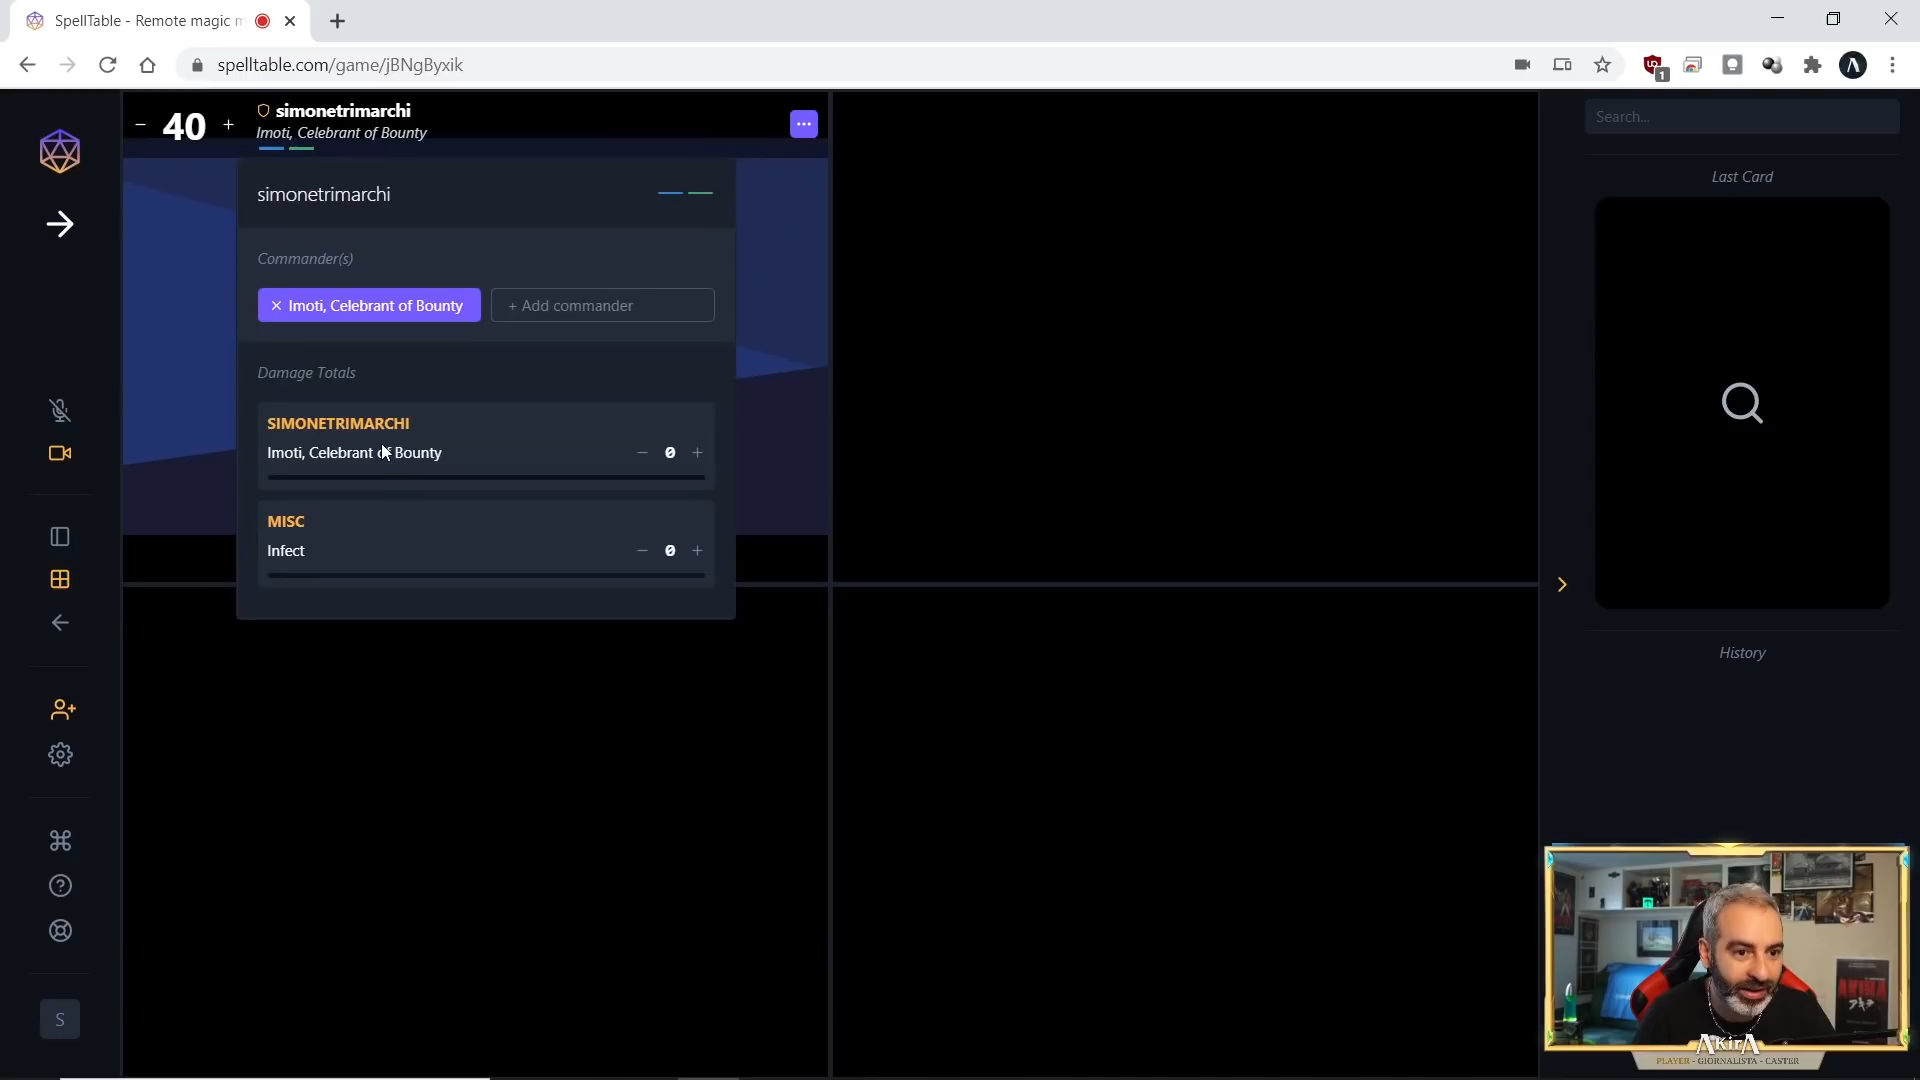 SpellTable - Remote magic m
spelltable.com/game/jBNgByxik
1
− 40 +
simonetrimarchi
Imoti, Celebrant of Bounty
simonetrimarchi
Commander(s)
× Imoti, Celebrant of Bounty
+ Add commander
Damage Totals
SIMONETRIMARCHI
Imoti, Celebrant of Bounty − 0 +
MISC
Infect − 0 +
S
Search...
Last Card
History
AKirA
PLAYER - GIORNALISTA - CASTER